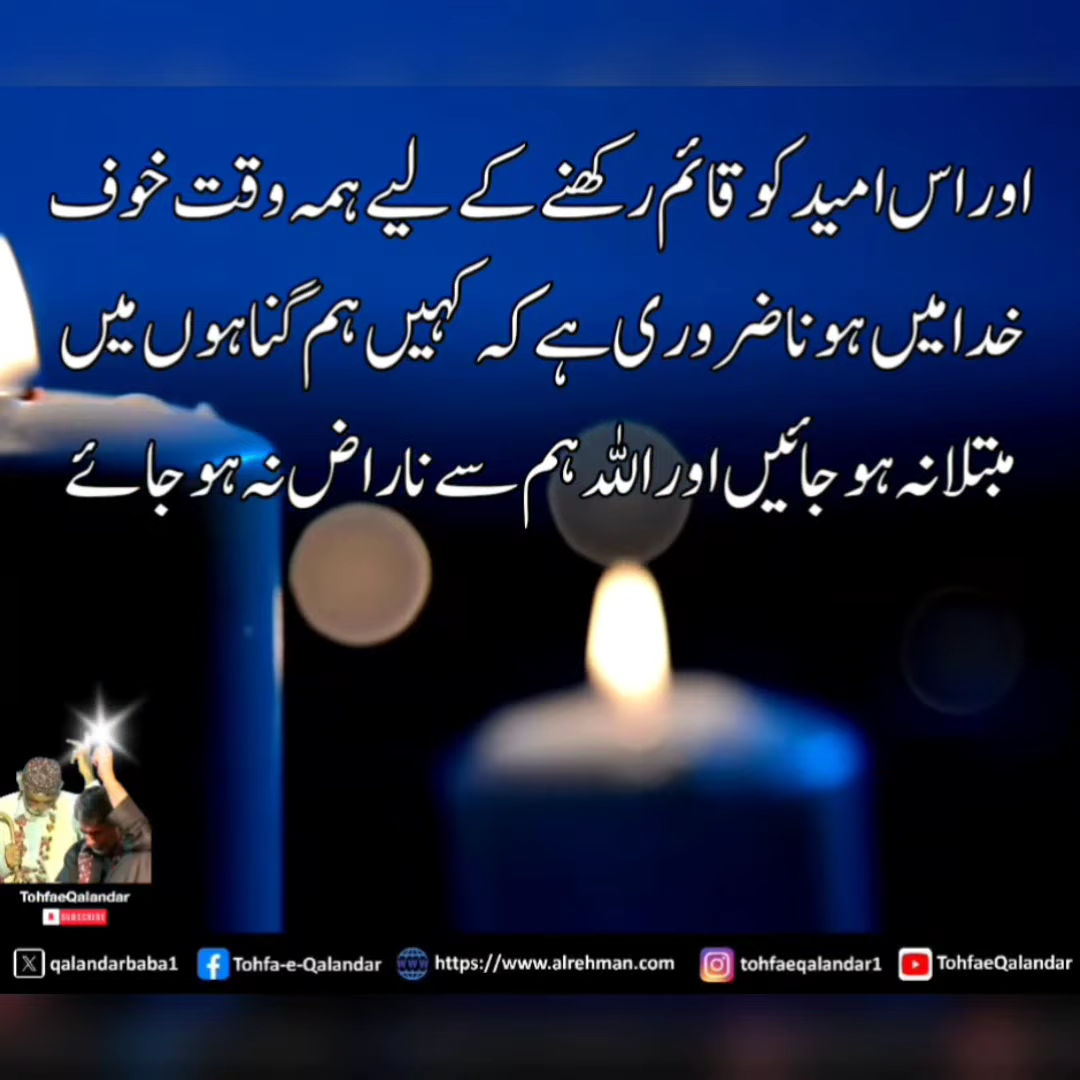 اور اس امید کو قائم رکھنے کے لیے ہمہ وقت خوف
خدا میں ہونا ضروری ہے کہ کہیں ہم گناہوں میں
مبتلا نہ ہو جائیں اور اللہ ہم سے ناراض نہ ہو جائے
TohfaeQalandar
SUBSCRIBE
qalandarbaba1 Tohfa-e-Qalandar WWW https://www.alrehman.com tohfaeqalandar1 TohfaeQalandar